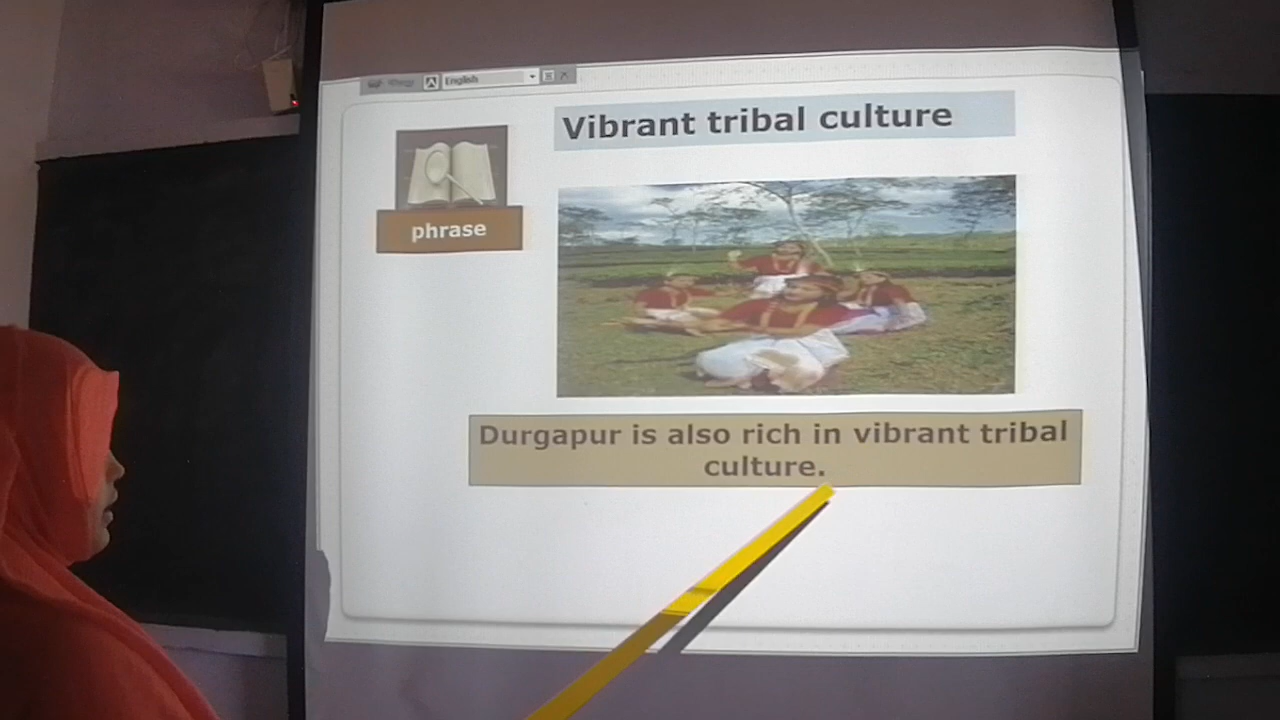 English
Vibrant tribal culture
phrase
Durgapur is also rich in vibrant tribal
culture.